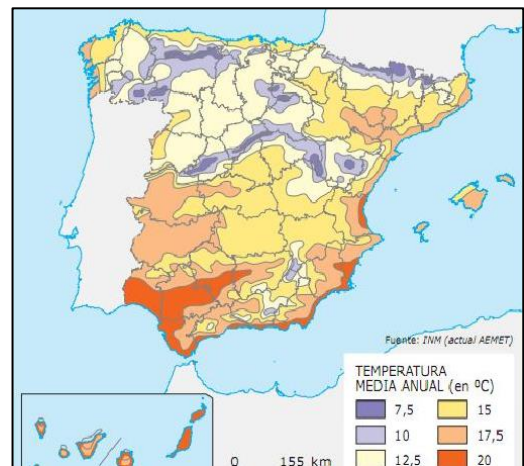 Fuente: INM (actual AEMET)
TEMPERATURA
MEDIA ANUAL (en ºC)
7,5 15
10 17,5
12,5 20
0 155 km